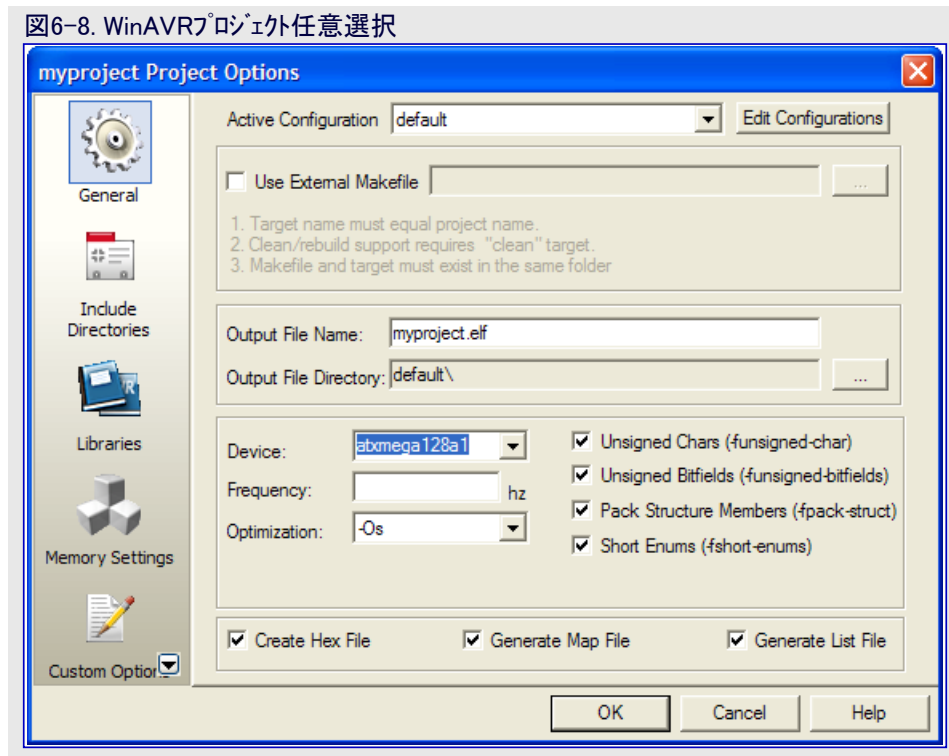 図6-8. WinAVRﾌﾟﾛｼﾞｪｸﾄ任意選択
myproject Project Options
General
Include
Directories
Libraries
Memory Settings
Custom Option
Active Configuration default Edit Configurations
Use External Makefile ...
1. Target name must equal project name.
2. Clean/rebuild support requires "clean" target.
3. Makefile and target must exist in the same folder
Output File Name: myproject.elf
Output File Directory: default\ ...
Device: atxmega128a1
Frequency: hz
Optimization: -Os
Unsigned Chars (-funsigned-char)
Unsigned Bitfields (-funsigned-bitfields)
Pack Structure Members (-fpack-struct)
Short Enums (-fshort-enums)
Create Hex File Generate Map File Generate List File
OK Cancel Help